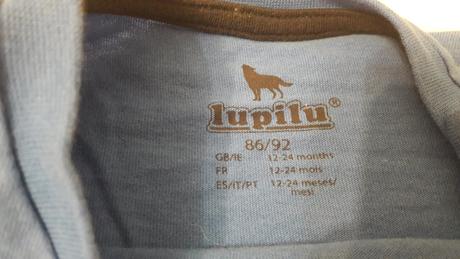 lupilu®
86/92
GB/IE 12-24 months
FR 12-24 mois
ES/IT/PT 12-24 meses/
mesi